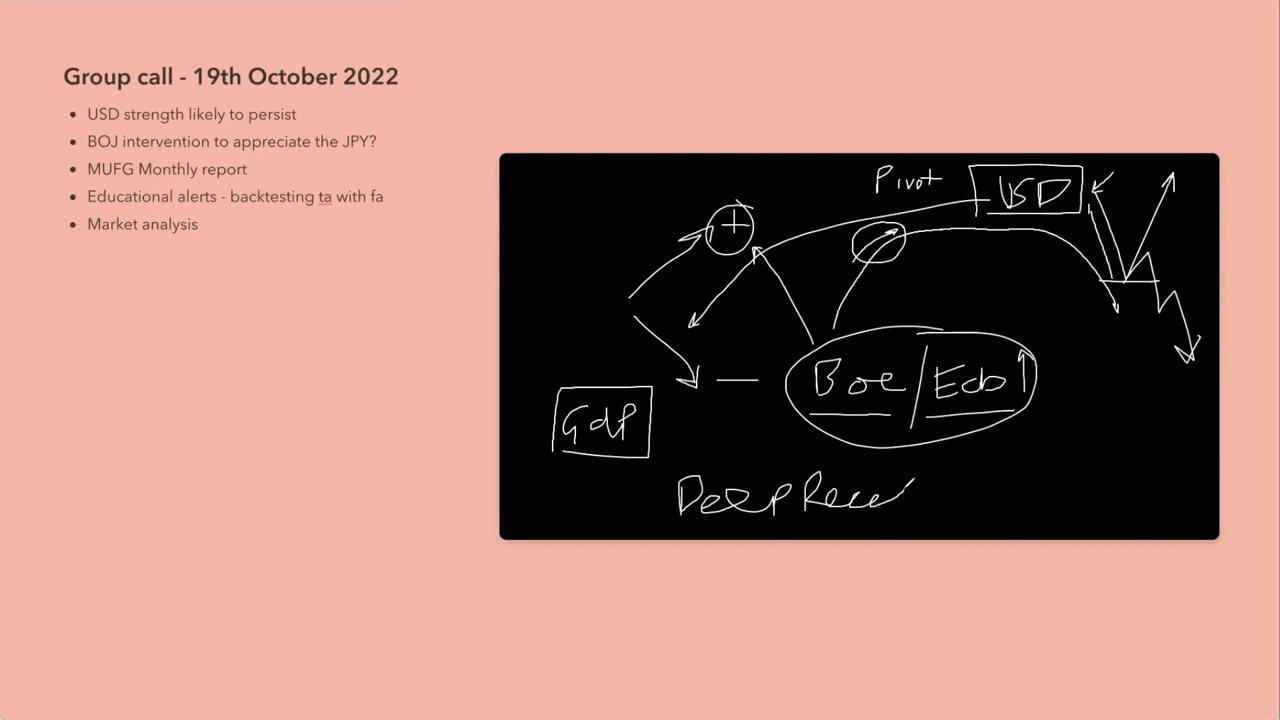 Group call - 19th October 2022
USD strength likely to persist
BOJ intervention to appreciate the JPY?
MUFG Monthly report
Educational alerts - backtesting ta with fa
Market analysis
Pivot USD
+
Boe/Ecb
GdP
Deep